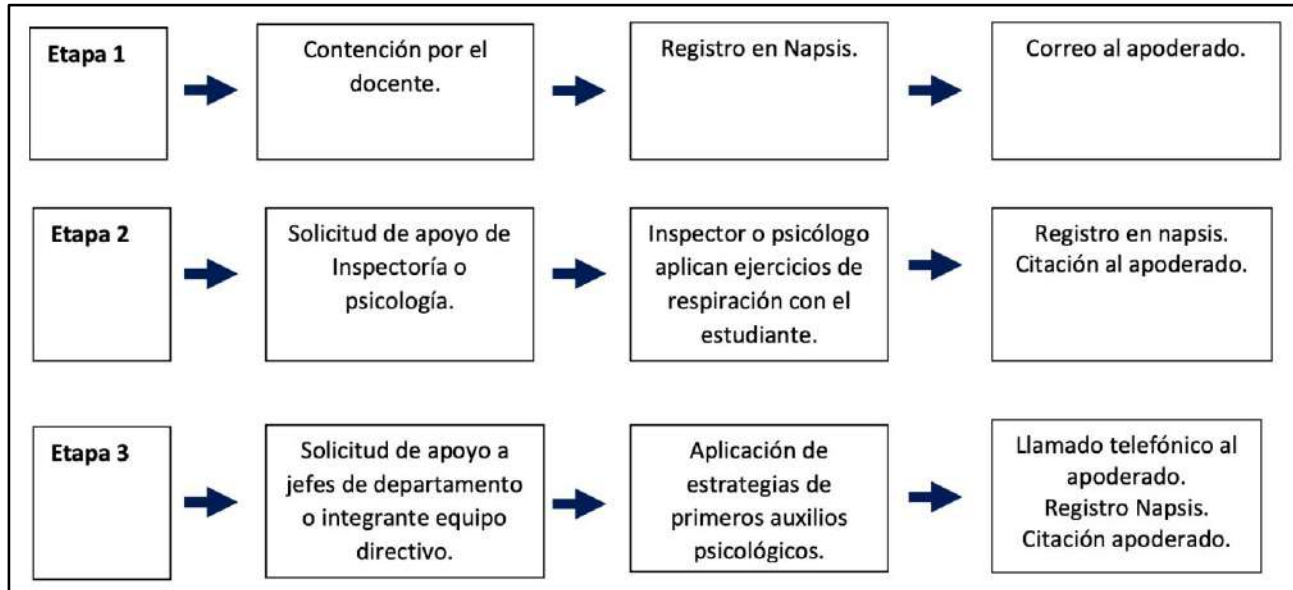 Etapa 1
Contención por el
docente.
Registro en Napsis.
Correo al apoderado.
Etapa 2
Solicitud de apoyo de
Inspectoría o
psicología.
Inspector o psicólogo
aplican ejercicios de
respiración con el
estudiante.
Registro en napsis.
Citación al apoderado.
Etapa 3
Solicitud de apoyo a
jefes de departamento
o integrante equipo
directivo.
Aplicación de
estrategias de
primeros auxilios
psicológicos.
Llamado telefónico al
apoderado.
Registro Napsis.
Citación apoderado.